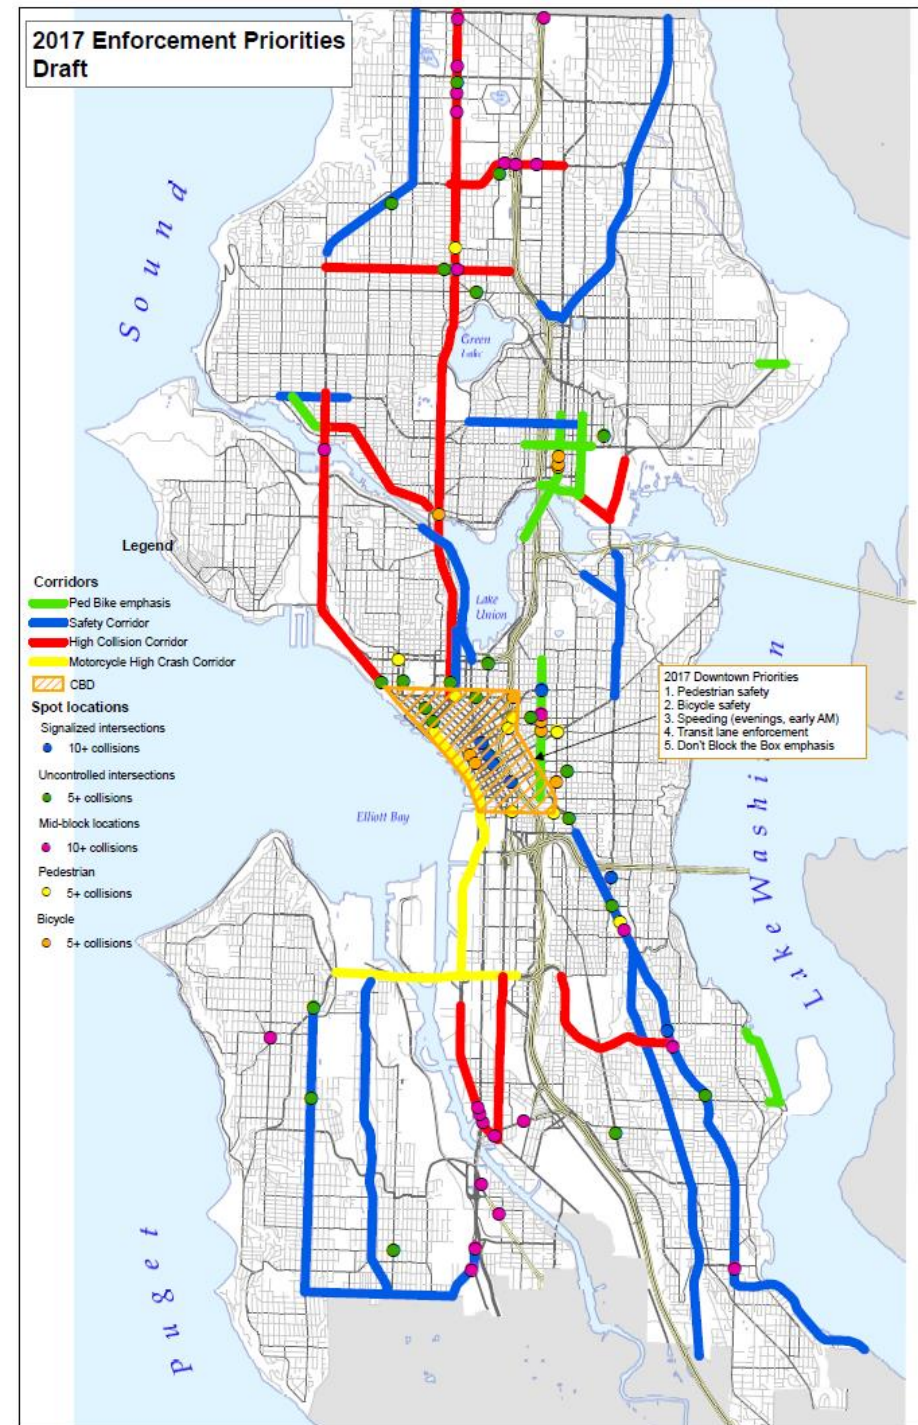 2017 Enforcement Priorities
Draft
Sound
Green
Lake
Legend
Corridors
Ped Bike emphasis
Safety Corridor
High Collision Corridor
Motorcycle High Crash Corridor
CBD
Spot locations
Signalized intersections
10+ collisions
Uncontrolled intersections
5+ collisions
Mid-block locations
10+ collisions
Pedestrian
5+ collisions
Bicycle
5+ collisions
Lake
Union
2017 Downtown Priorities
1. Pedestrian safety
2. Bicycle safety
3. Speeding (evenings, early AM)
4. Transit lane enforcement
5. Don't Block the Box emphasis
Elliott Bay
Lake Washi n
Puget